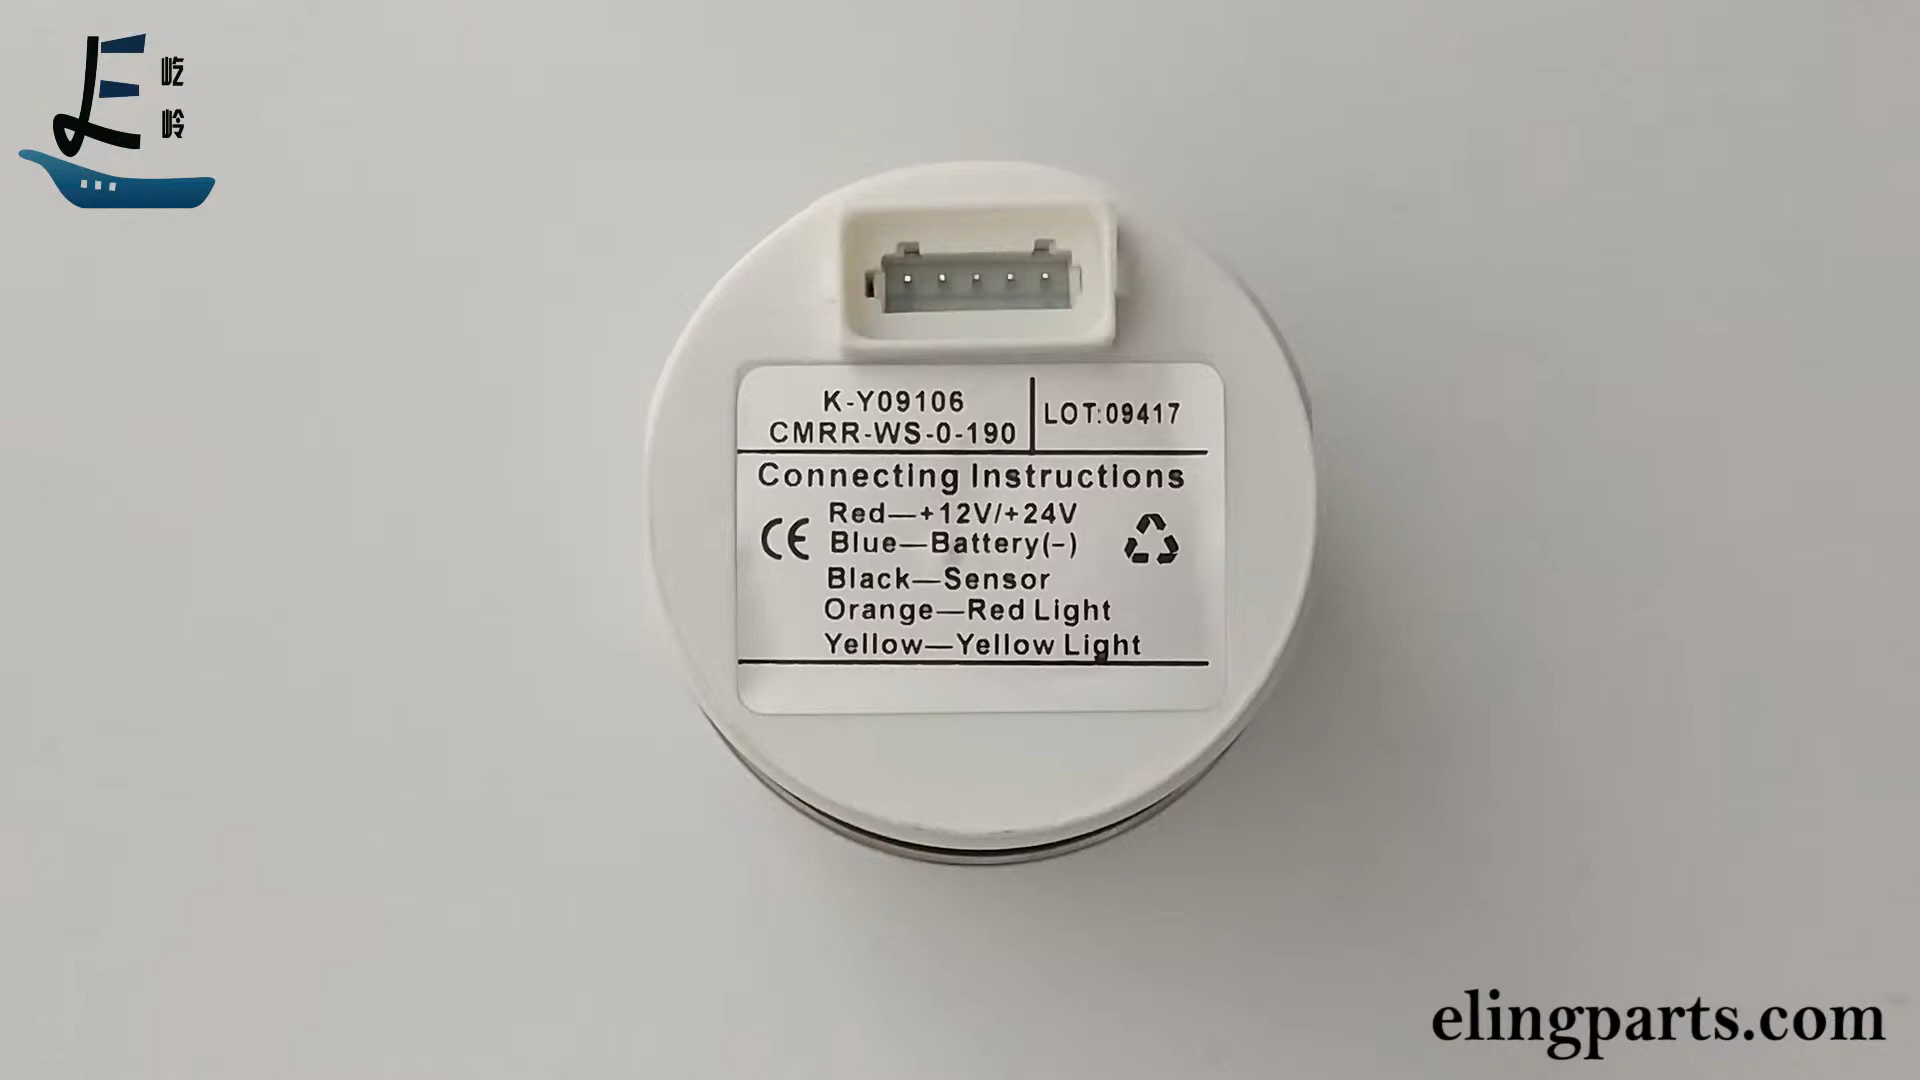 屹
岭
K-Y09106
CMRR-WS-0-190
LOT:09417
Connecting Instructions
CE
Red—+12V/+24V
Blue—Battery(-)
Black—Sensor
Orange—Red Light
Yellow—Yellow Light
elingparts.com